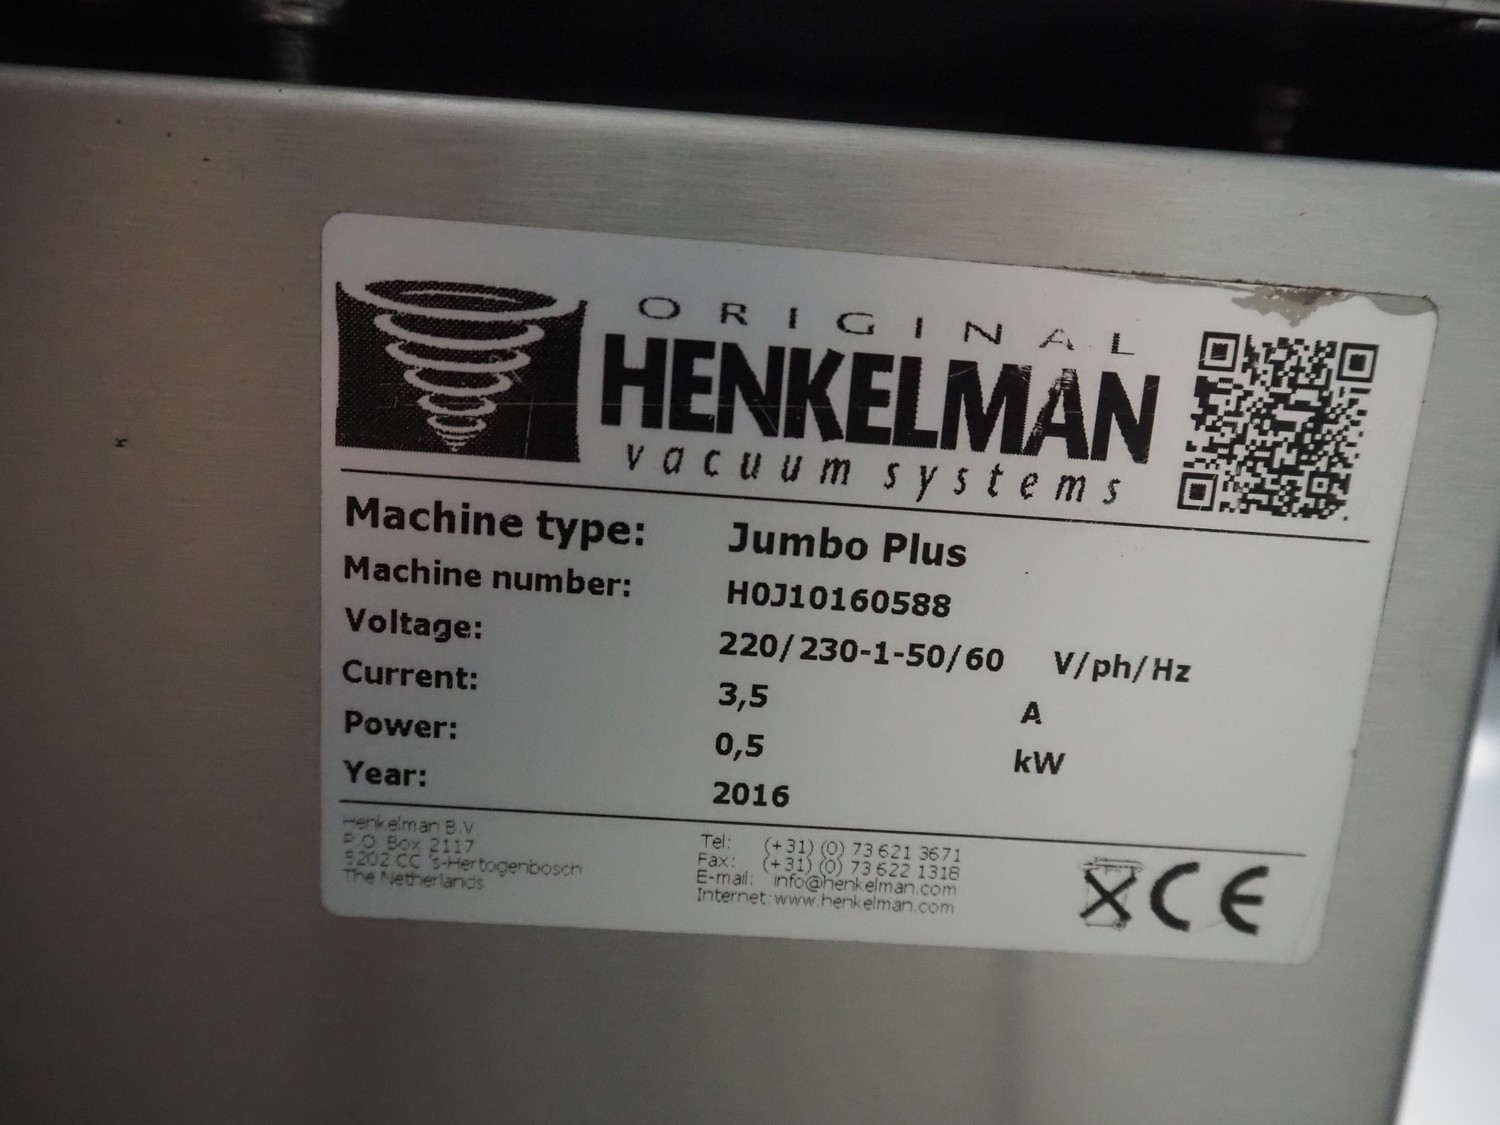 ORIGINAL
HENKELMAN
vacuum systems
Machine type: Jumbo Plus
Machine number: H0J10160588
Voltage: 220/230-1-50/60 V/ph/Hz
Current: 3,5 A
Power: 0,5 kW
Year: 2016
Henkelman B.V
P.O. Box 2117
5202 CC 's-Hertogenbosch
The Netherlands
Tel: (+31) (0) 73 621 3671
Fax: (+31) (0) 73 622 1318
E-mail: info@henkelman.com
Internet: www.henkelman.com
CE